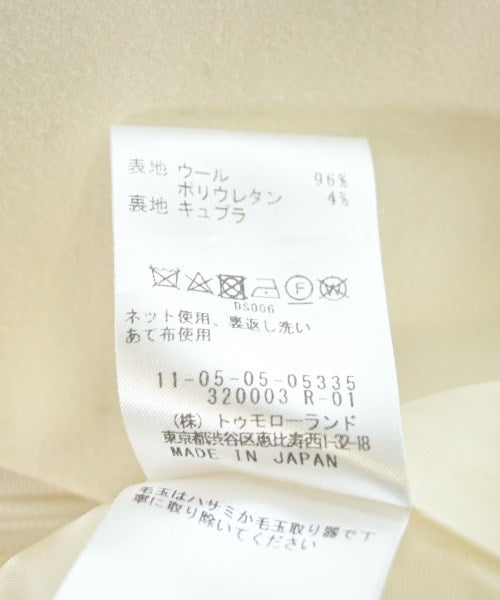 表地 ウール 96%
ポリウレタン 4%
裏地 キュプラ
F W
DS006
ネット使用、裏返し洗い
あて布使用
11-05-05-05335
320003 R-01
(株) トゥモローランド
東京都渋谷区恵比寿西1-32-18
MADE IN JAPAN
毛玉はハサミか毛玉取り器で丁
寧に取り除いてください